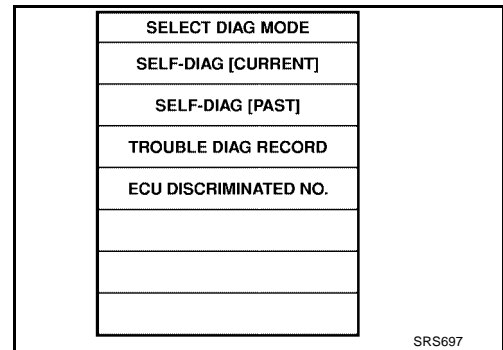 SELECT DIAG MODE
SELF-DIAG [CURRENT]
SELF-DIAG [PAST]
TROUBLE DIAG RECORD
ECU DISCRIMINATED NO.
SRS697